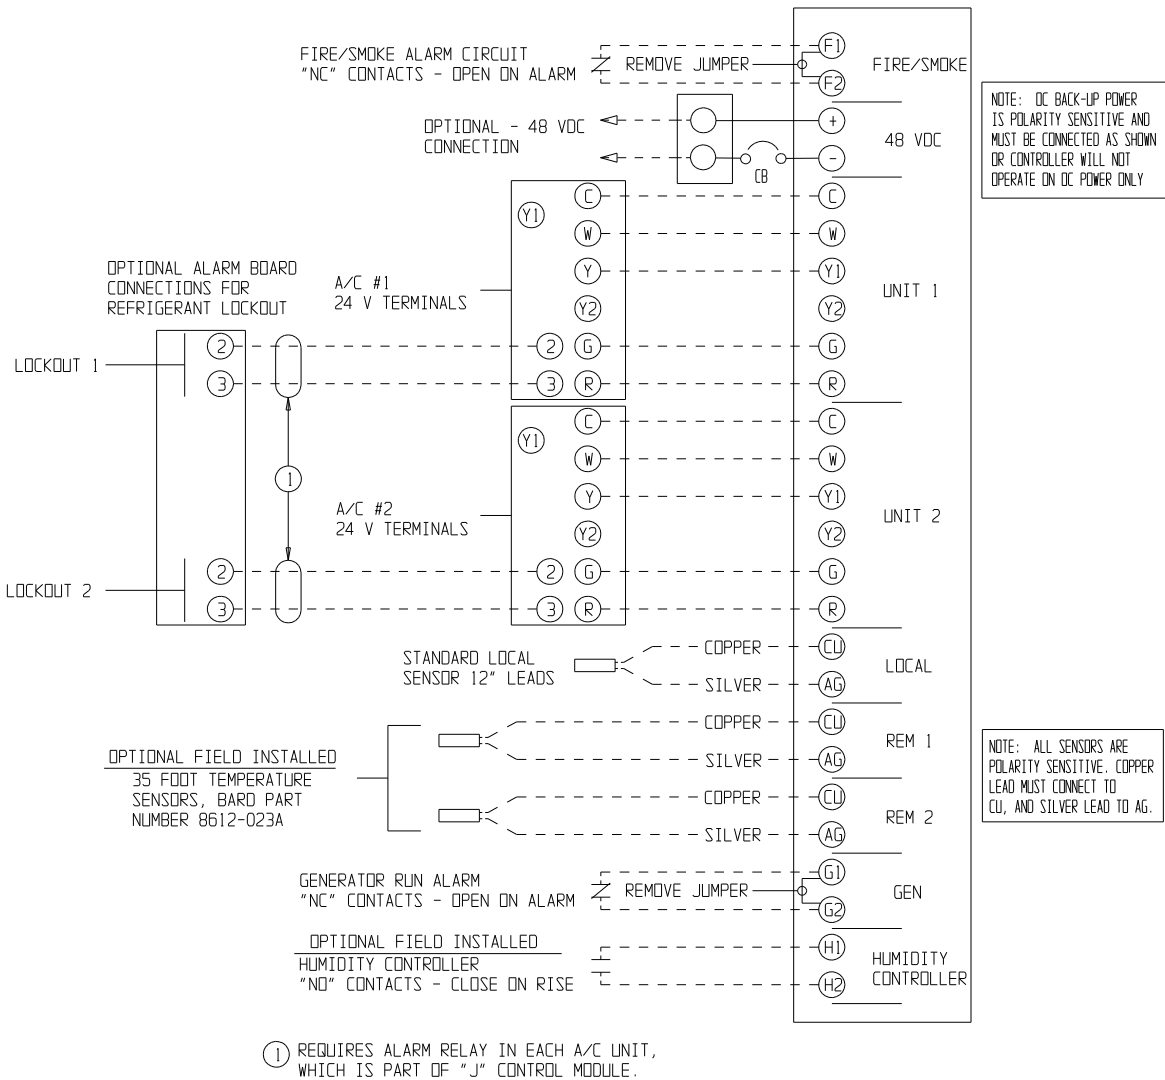 FIRE/SMOKE ALARM CIRCUIT
"NC" CONTACTS - OPEN ON ALARM
REMOVE JUMPER
F1
F2
FIRE/SMOKE
NOTE: DC BACK-UP POWER
IS POLARITY SENSITIVE AND
MUST BE CONNECTED AS SHOWN
OR CONTROLLER WILL NOT
OPERATE ON DC POWER ONLY
OPTIONAL - 48 VDC
CONNECTION
CB
+
-
48 VDC
OPTIONAL ALARM BOARD
CONNECTIONS FOR
REFRIGERANT LOCKOUT
LOCKOUT 1
2
3
1
LOCKOUT 2
2
3
A/C #1
24 V TERMINALS
Y1
C
W
Y
Y2
2
G
3
R
C
W
Y1
Y2
G
R
UNIT 1
A/C #2
24 V TERMINALS
Y1
C
W
Y
Y2
2
G
3
R
C
W
Y1
Y2
G
R
UNIT 2
STANDARD LOCAL
SENSOR 12" LEADS
COPPER
SILVER
CU
AG
LOCAL
OPTIONAL FIELD INSTALLED
35 FOOT TEMPERATURE
SENSORS, BARD PART
NUMBER 8612-023A
COPPER
SILVER
CU
AG
REM 1
COPPER
SILVER
CU
AG
REM 2
NOTE: ALL SENSORS ARE
POLARITY SENSITIVE. COPPER
LEAD MUST CONNECT TO
CU, AND SILVER LEAD TO AG.
GENERATOR RUN ALARM
"NC" CONTACTS - OPEN ON ALARM
REMOVE JUMPER
G1
G2
GEN
OPTIONAL FIELD INSTALLED
HUMIDITY CONTROLLER
"NO" CONTACTS - CLOSE ON RISE
H1
H2
HUMIDITY
CONTROLLER
1 REQUIRES ALARM RELAY IN EACH A/C UNIT,
WHICH IS PART OF "J" CONTROL MODULE.